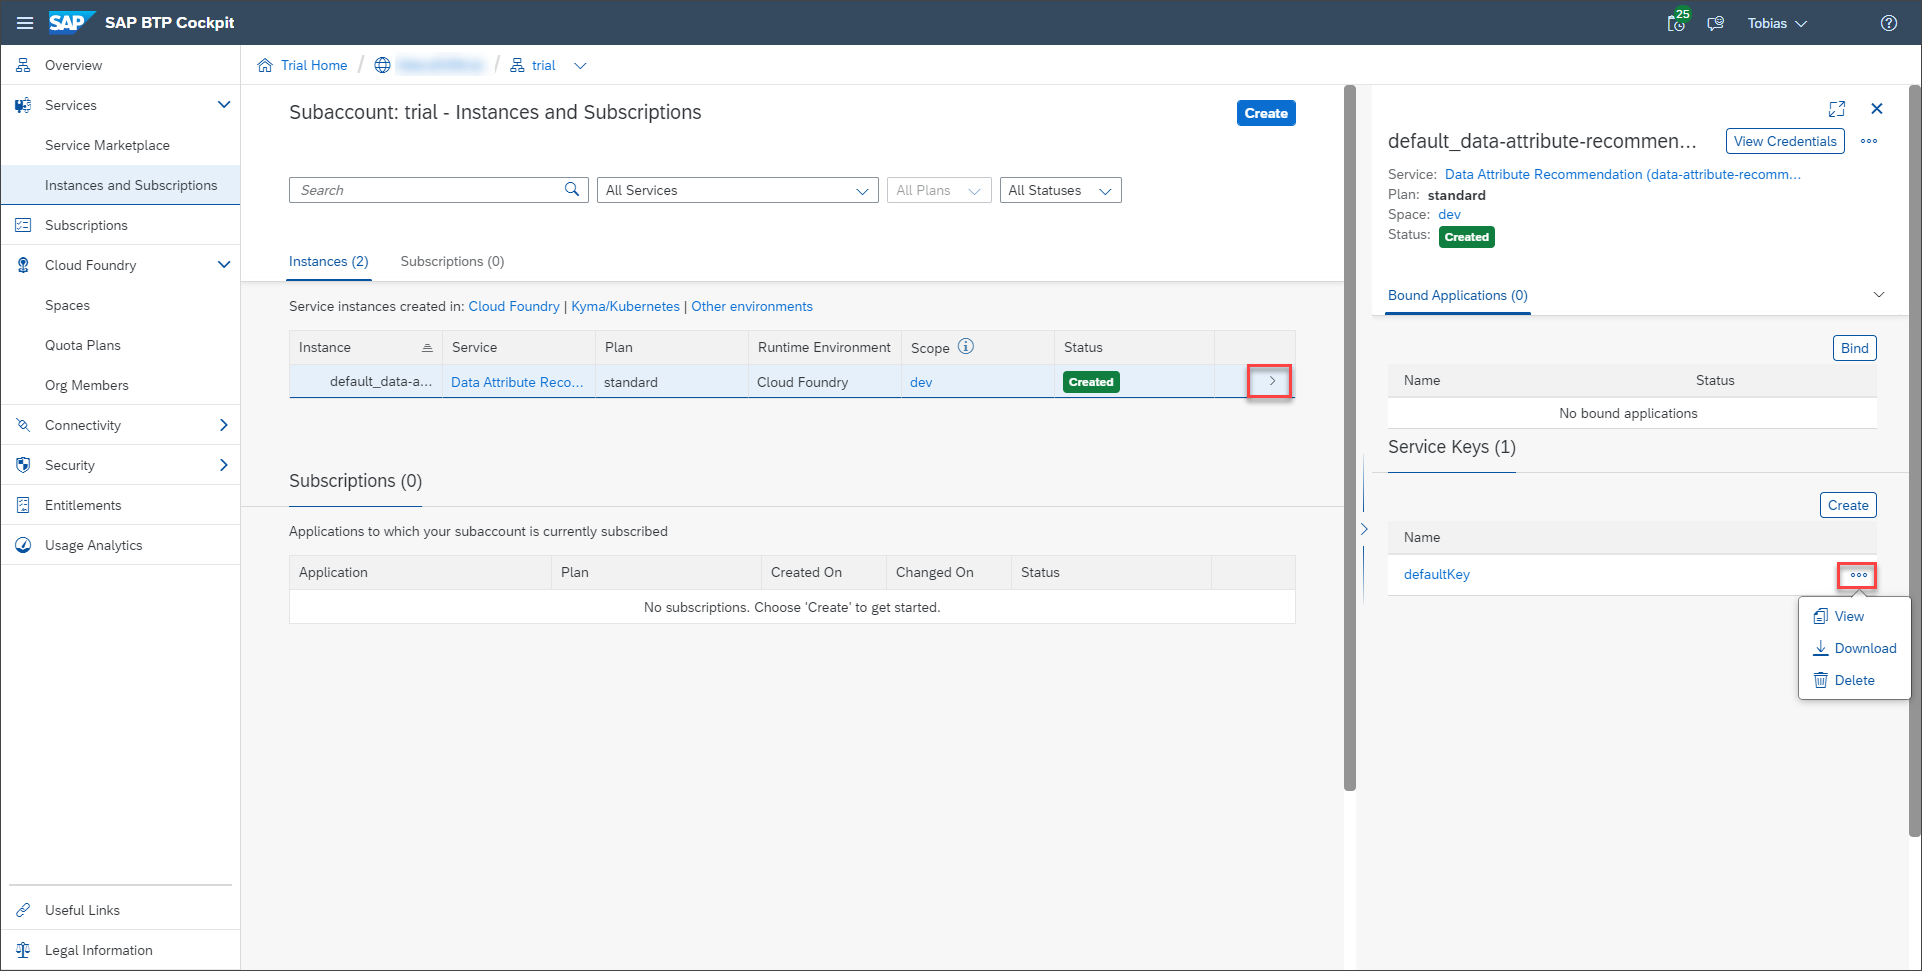 SAP SAP BTP Cockpit
25
Tobias
Overview
Services
Service Marketplace
Instances and Subscriptions
Subscriptions
Cloud Foundry
Spaces
Quota Plans
Org Members
Connectivity
Security
Entitlements
Usage Analytics
Useful Links
Legal Information
Trial Home / / trial
Subaccount: trial - Instances and Subscriptions
Create
Search
All Services
All Plans
All Statuses
Instances (2) Subscriptions (0)
Service instances created in: Cloud Foundry | Kyma/Kubernetes | Other environments
Instance Service Plan Runtime Environment Scope Status
default_data-a... Data Attribute Reco... standard Cloud Foundry dev Created
Subscriptions (0)
Applications to which your subaccount is currently subscribed
Application Plan Created On Changed On Status
No subscriptions. Choose 'Create' to get started.
default_data-attribute-recommen... View Credentials
Service: Data Attribute Recommendation (data-attribute-recomm...
Plan: standard
Space: dev
Status: Created
Bound Applications (0)
Bind
Name Status
No bound applications
Service Keys (1)
Create
Name
defaultKey
View
Download
Delete